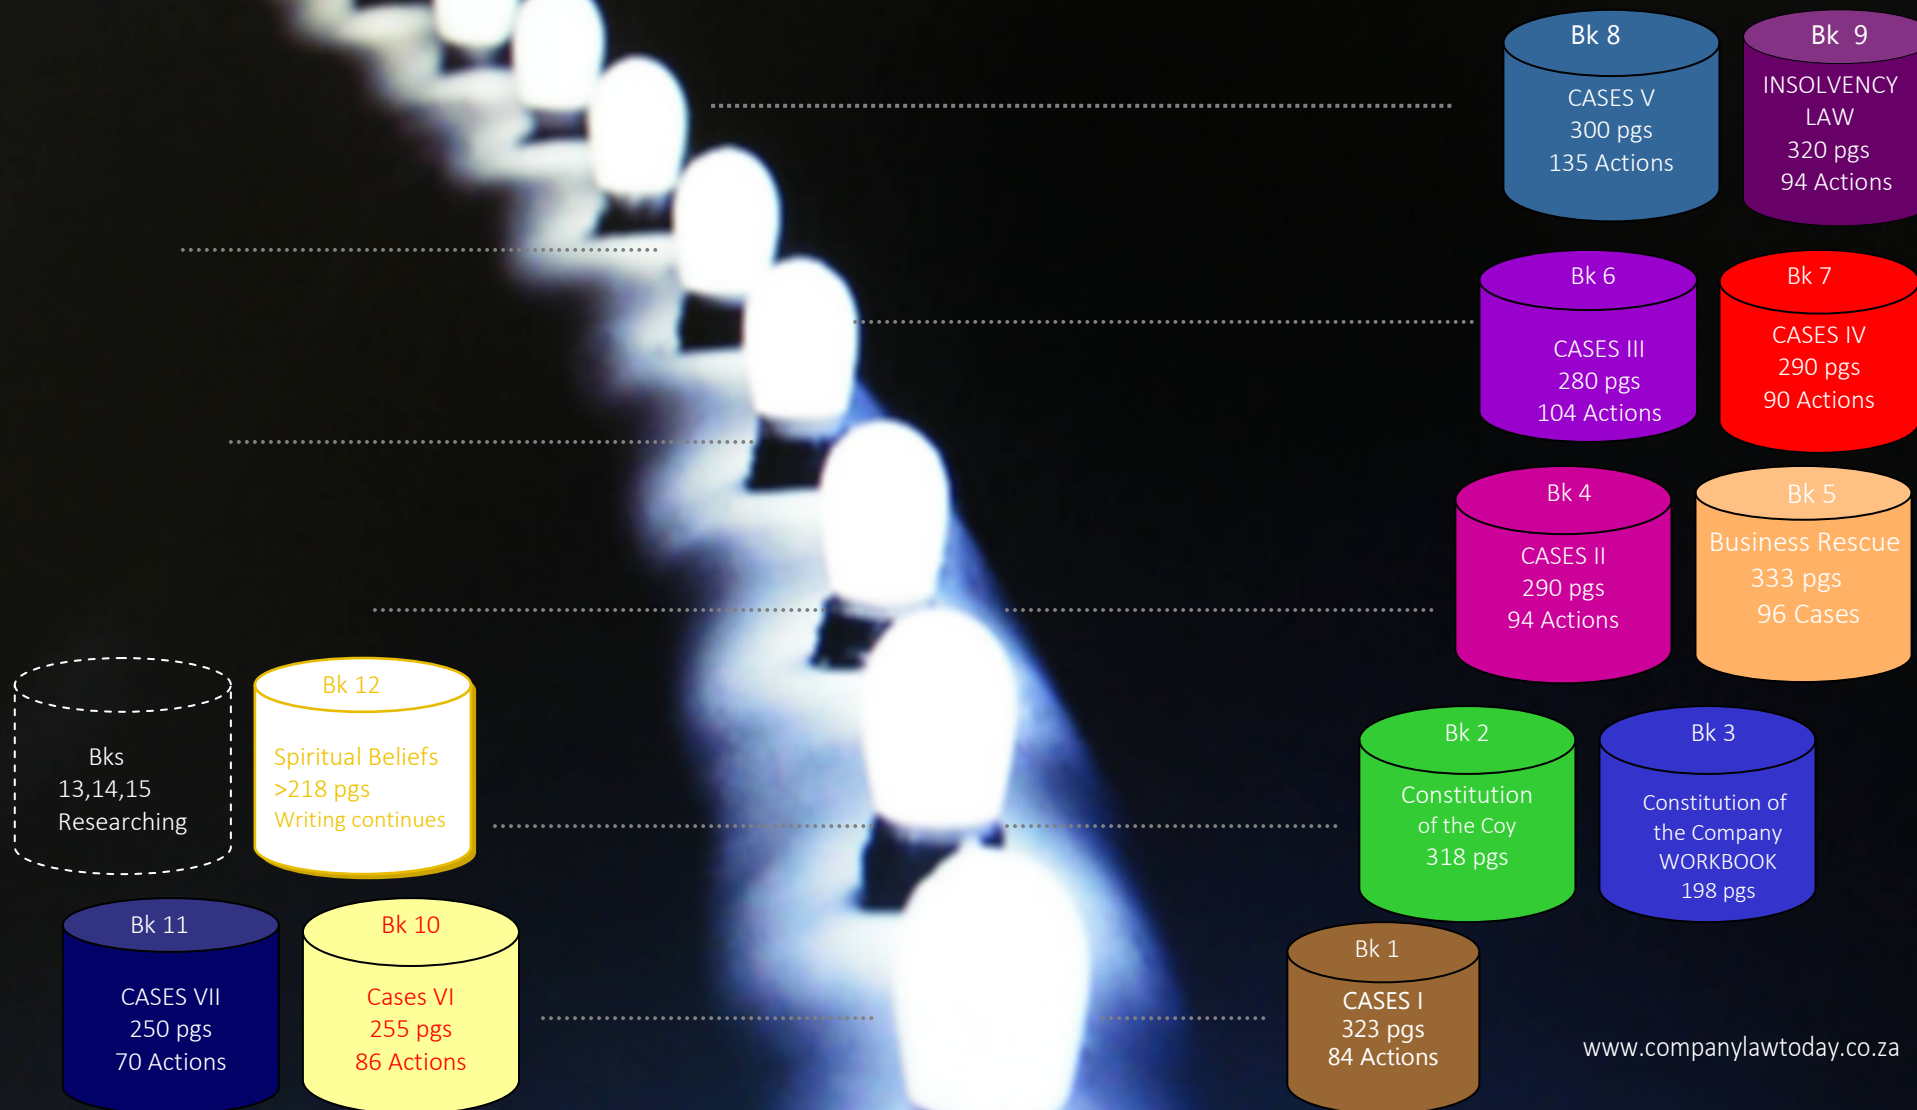 Bk 8
CASES V
300 pgs
135 Actions
Bk 9
INSOLVENCY
LAW
320 pgs
94 Actions
Bk 6
CASES III
280 pgs
104 Actions
Bk 7
CASES IV
290 pgs
90 Actions
Bk 4
CASES II
290 pgs
94 Actions
Bk 5
Business Rescue
333 pgs
96 Cases
Bks
13,14,15
Researching
Bk 12
Spiritual Beliefs
>218 pgs
Writing continues
Bk 2
Constitution
of the Coy
318 pgs
Bk 3
Constitution of
the Company
WORKBOOK
198 pgs
Bk 11
CASES VII
250 pgs
70 Actions
Bk 10
Cases VI
255 pgs
86 Actions
Bk 1
CASES I
323 pgs
84 Actions
www.companylawtoday.co.za